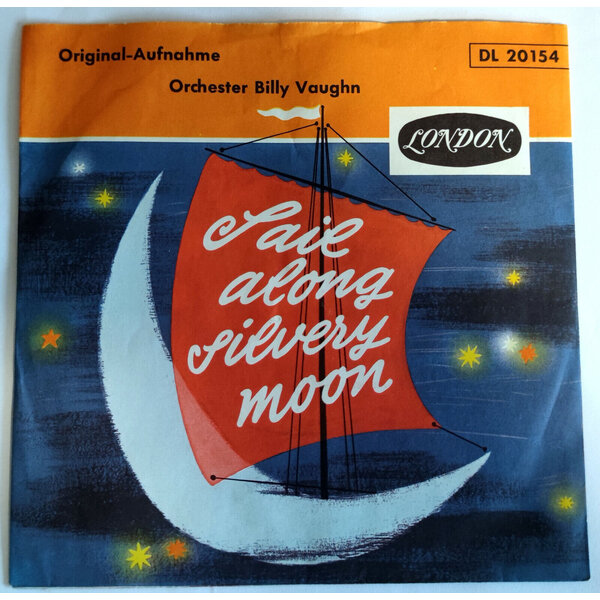 Original-Aufnahme
DL 20154
Orchester Billy Vaughn
LONDON
Sail
along
silvery
moon